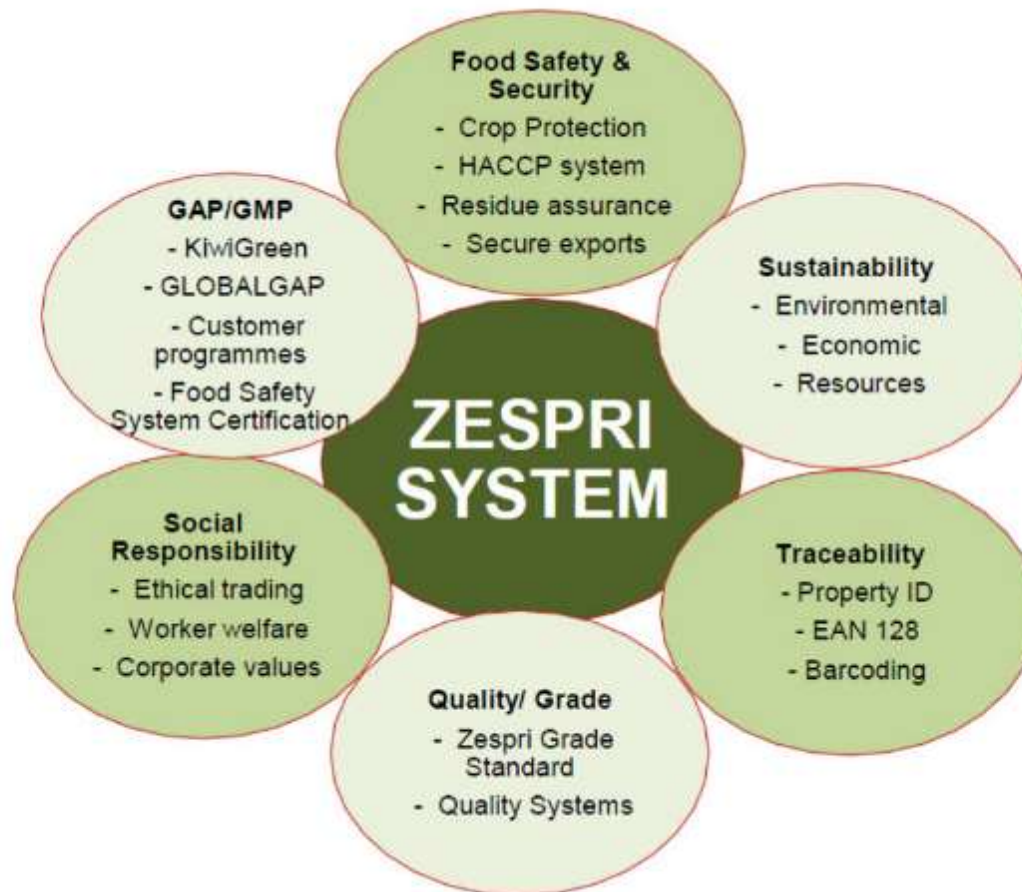 Food Safety &
Security
- Crop Protection
- HACCP system
- Residue assurance
- Secure exports
GAP/GMP
- KiwiGreen
- GLOBALGAP
- Customer
programmes
- Food Safety
System Certification
Sustainability
- Environmental
- Economic
- Resources
ZESPRI
SYSTEM
Social
Responsibility
- Ethical trading
- Worker welfare
- Corporate values
Traceability
- Property ID
- EAN 128
- Barcoding
Quality/ Grade
- Zespri Grade
Standard
- Quality Systems